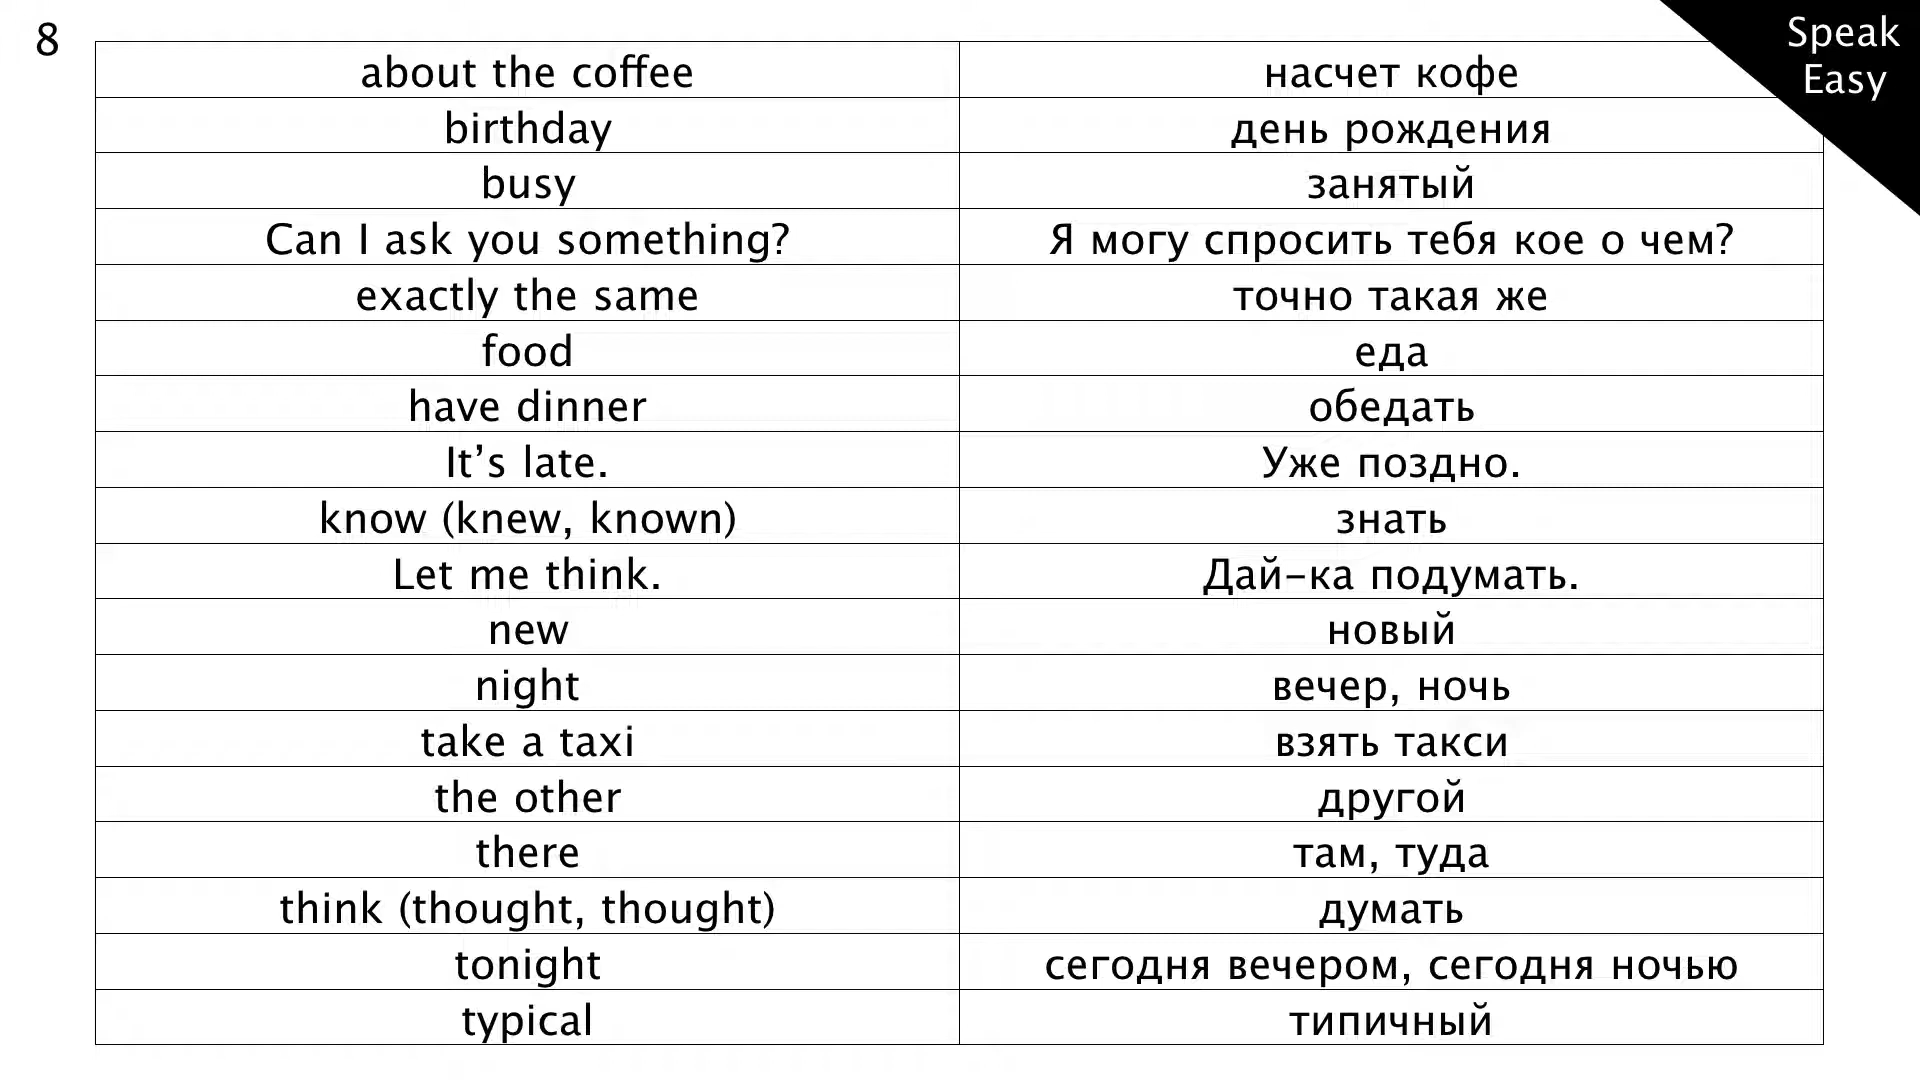 8
Speak
Easy
about the coffee насчет кофе
birthday день рождения
busy занятый
Can I ask you something? Я могу спросить тебя кое о чем?
exactly the same точно такая же
food еда
have dinner обедать
It’s late. Уже поздно.
know (knew, known) знать
Let me think. Дай-ка подумать.
new новый
night вечер, ночь
take a taxi взять такси
the other другой
there там, туда
think (thought, thought) думать
tonight сегодня вечером, сегодня ночью
typical типичный